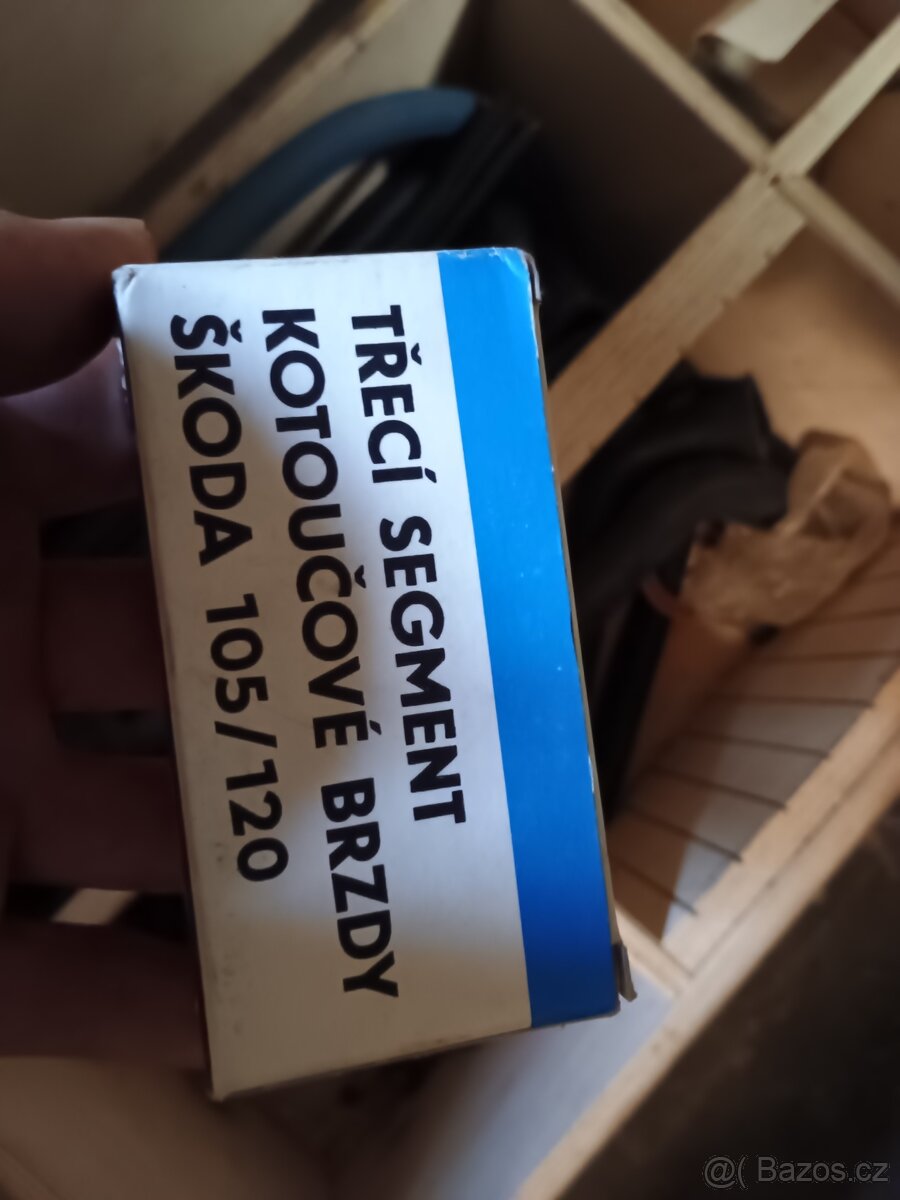 TŘECÍ SEGMENT
KOTOUČOVÉ BRZDY
ŠKODA 105/120
@( Bazos.cz